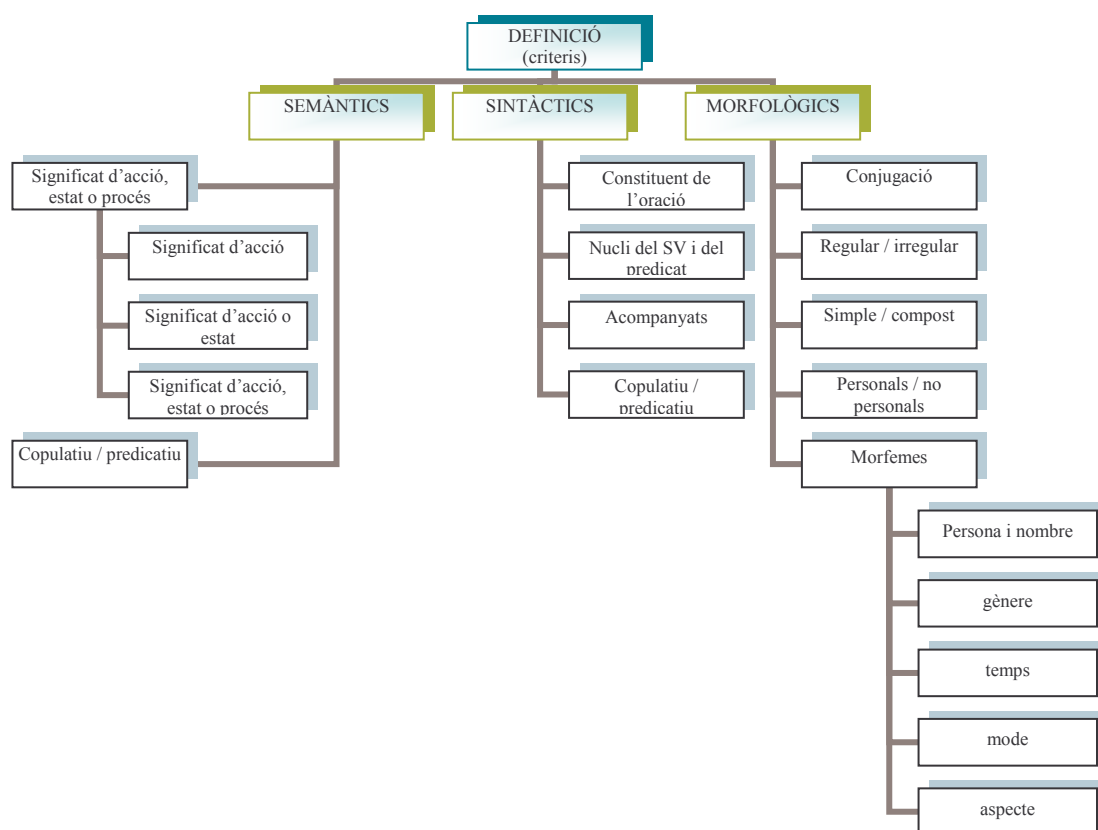 DEFINICIÓ
(criteris)
SEMÀNTICS
SINTÀCTICS
MORFOLÒGICS
Significat d’acció,
estat o procés
Significat d’acció
Significat d’acció o
estat
Significat d’acció,
estat o procés
Copulatiu / predicatiu
Constituent de
l’oració
Nucli del SV i del
predicat
Acompanyats
Copulatiu /
predicatiu
Conjugació
Regular / irregular
Simple / compost
Personals / no
personals
Morfemes
Persona i nombre
gènere
temps
mode
aspecte